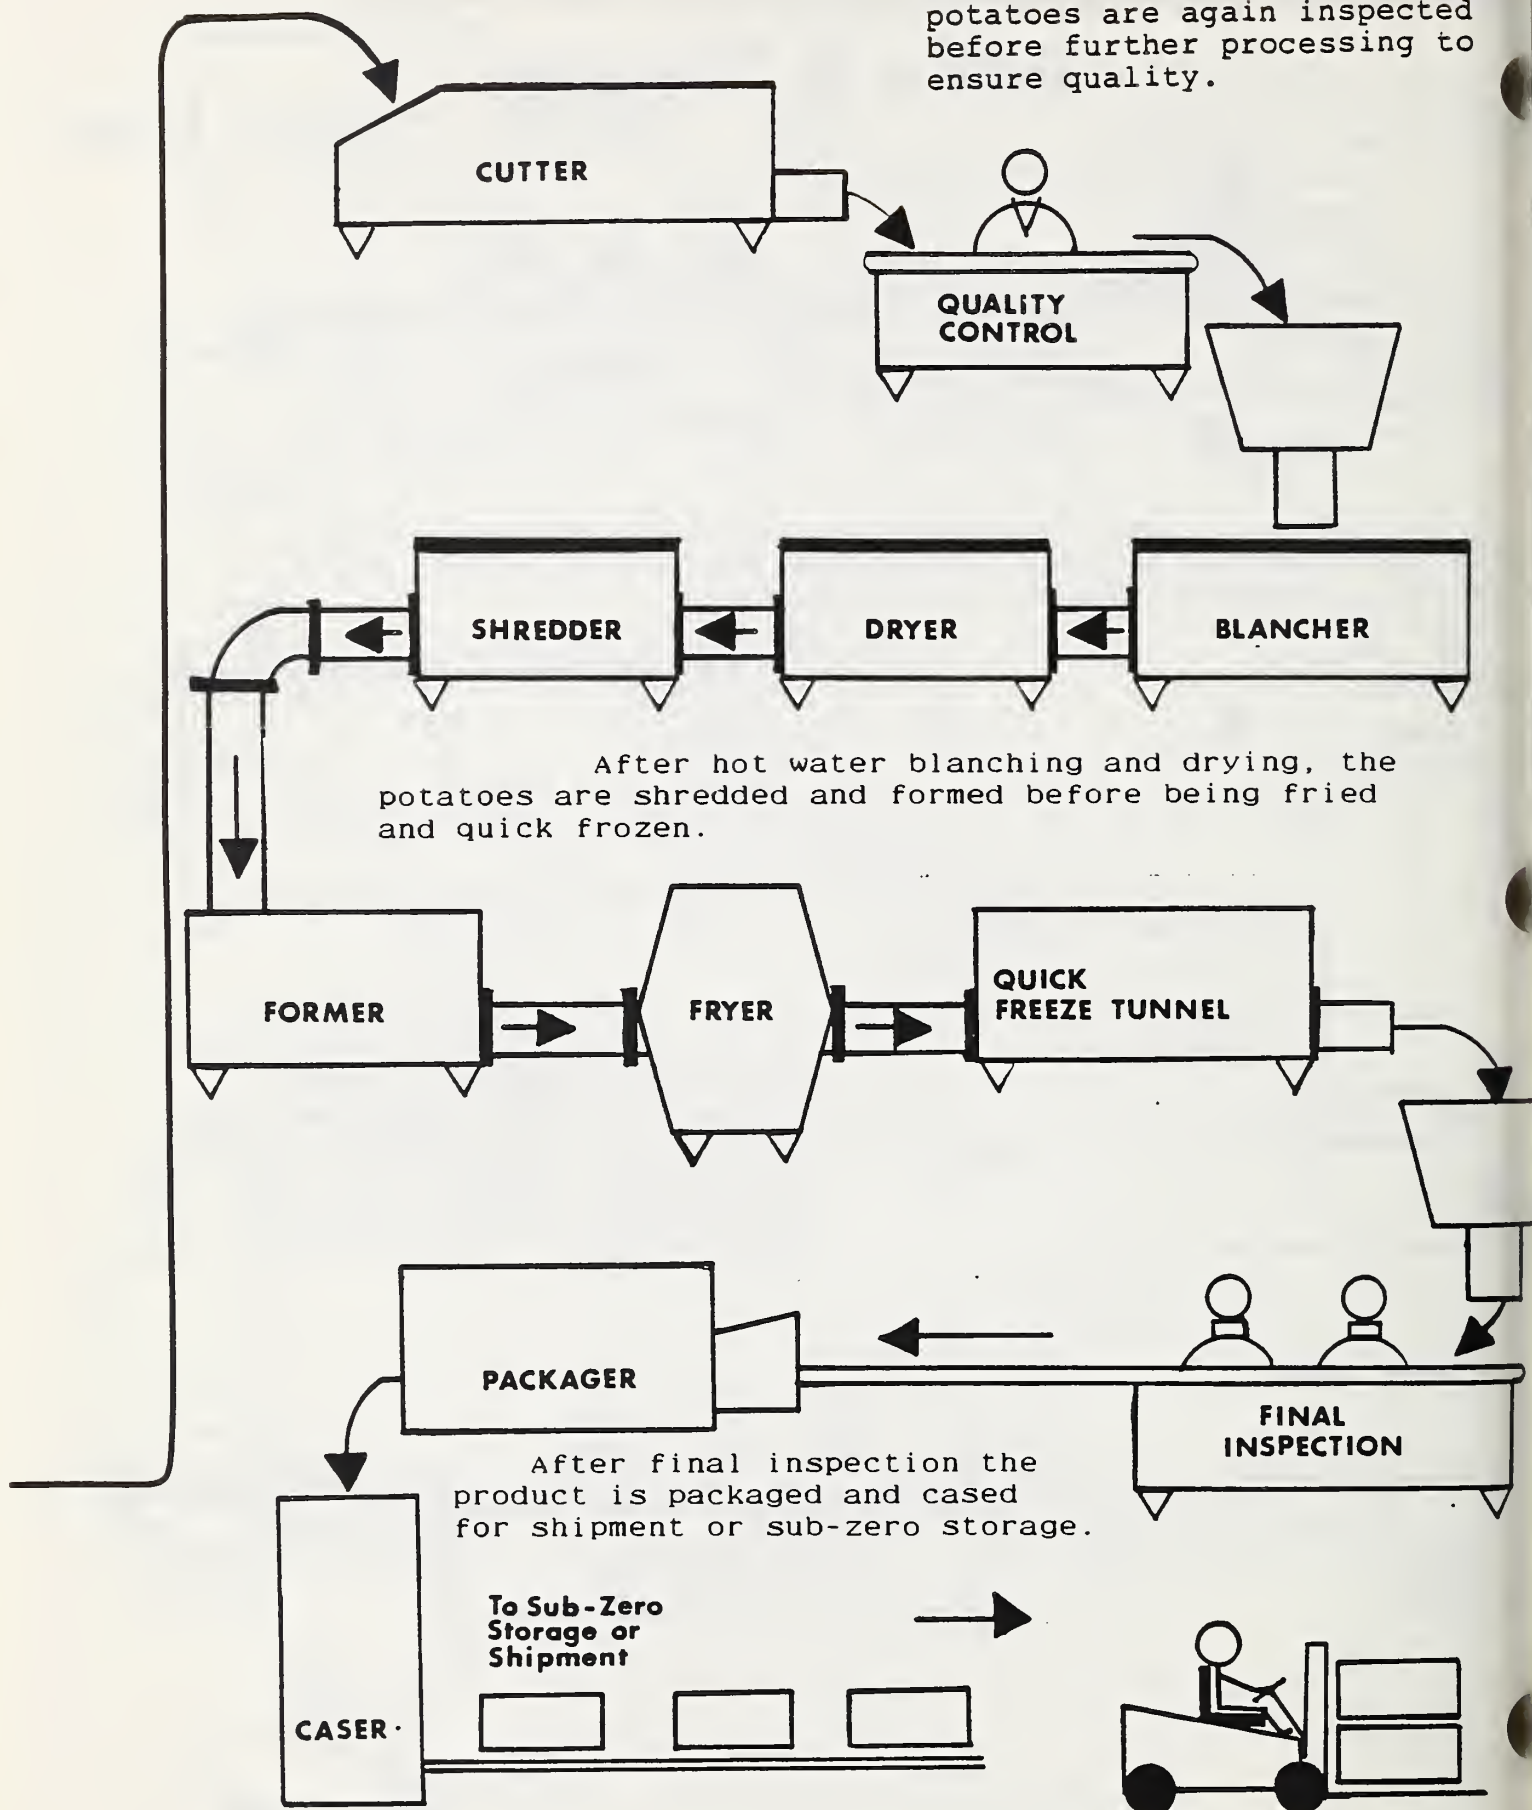 potatoes are again inspected
before further processing to
ensure quality.
CUTTER
QUALITY
CONTROL
SHREDDER
DRYER
BLANCHER
After hot water blanching and drying, the
potatoes are shredded and formed before being fried
and quick frozen.
FORMER
FRYER
QUICK
FREEZE TUNNEL
PACKAGER
FINAL
INSPECTION
After final inspection the
product is packaged and cased
for shipment or sub-zero storage.
To Sub-Zero
Storage or
Shipment
CASER